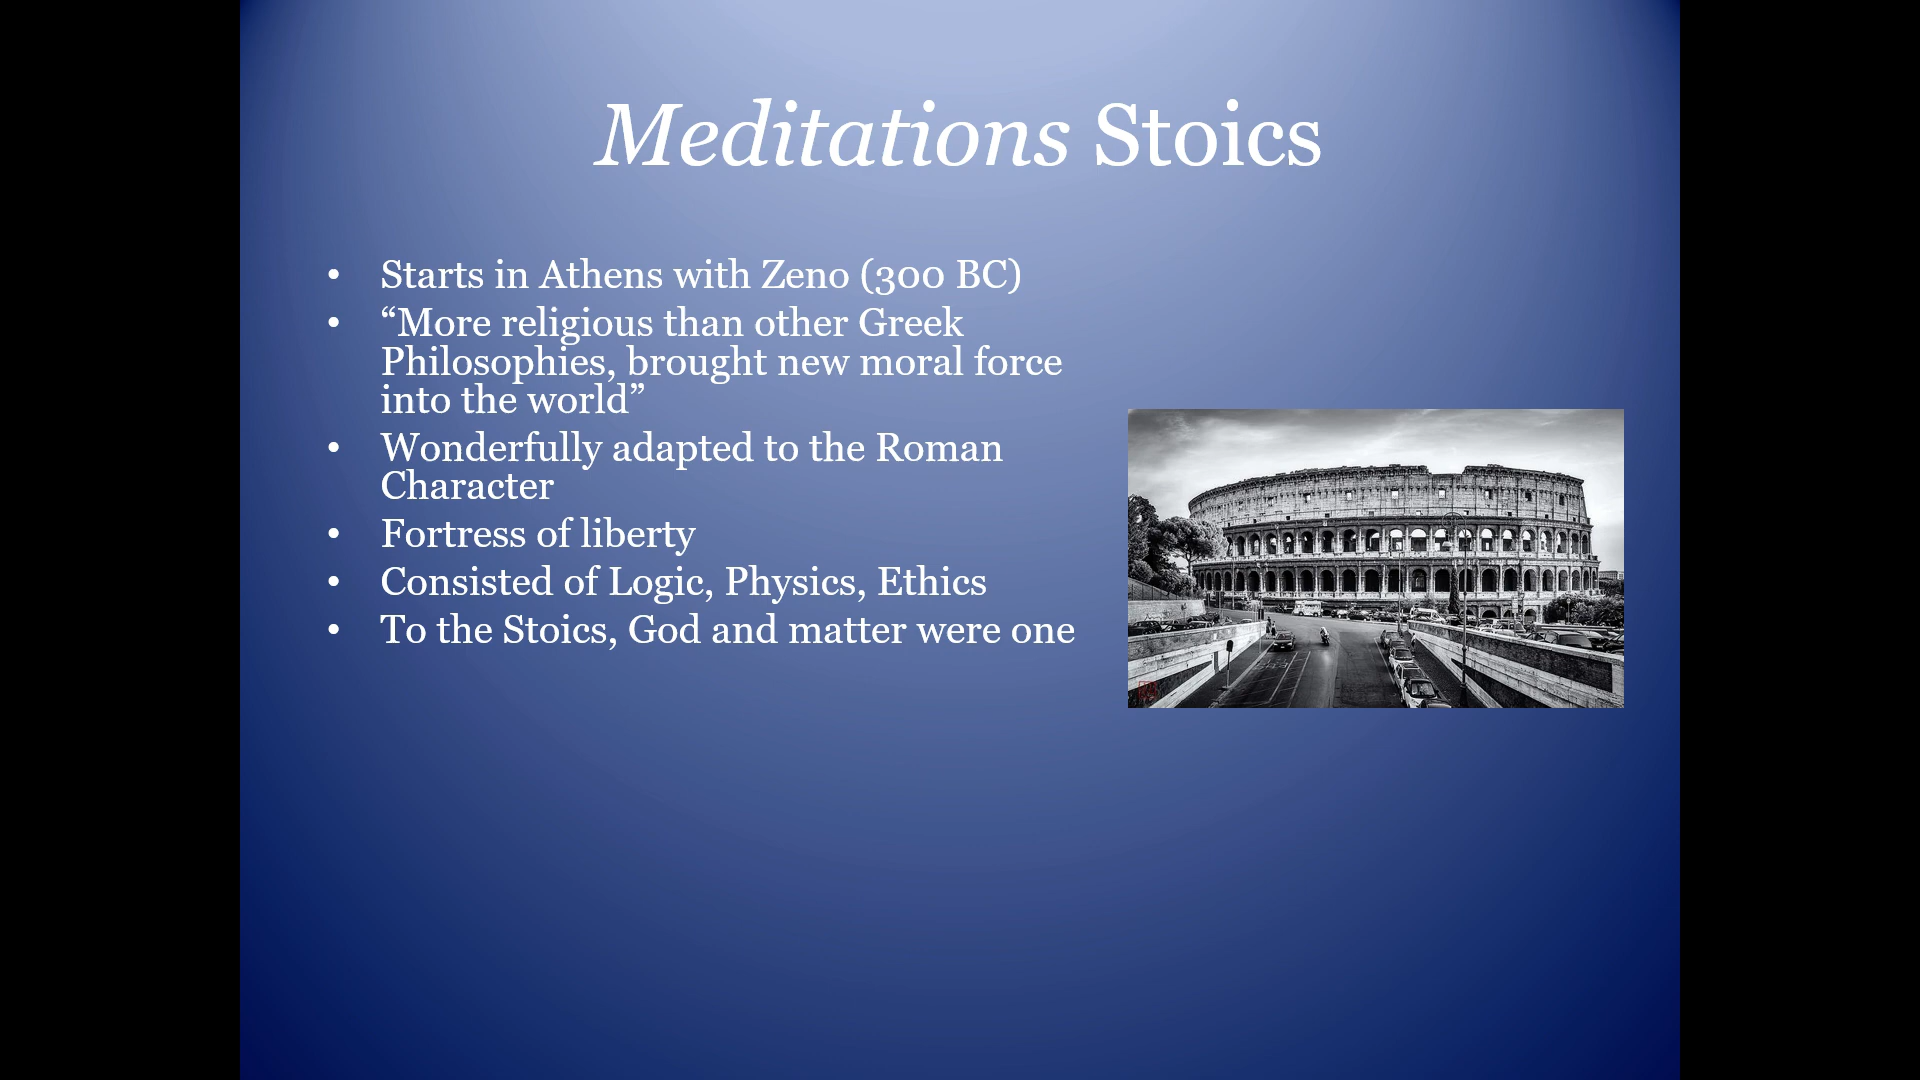 Meditations Stoics
• Starts in Athens with Zeno (300 BC)
• “More religious than other Greek
Philosophies, brought new moral force
into the world”
• Wonderfully adapted to the Roman
Character
• Fortress of liberty
• Consisted of Logic, Physics, Ethics
• To the Stoics, God and matter were one